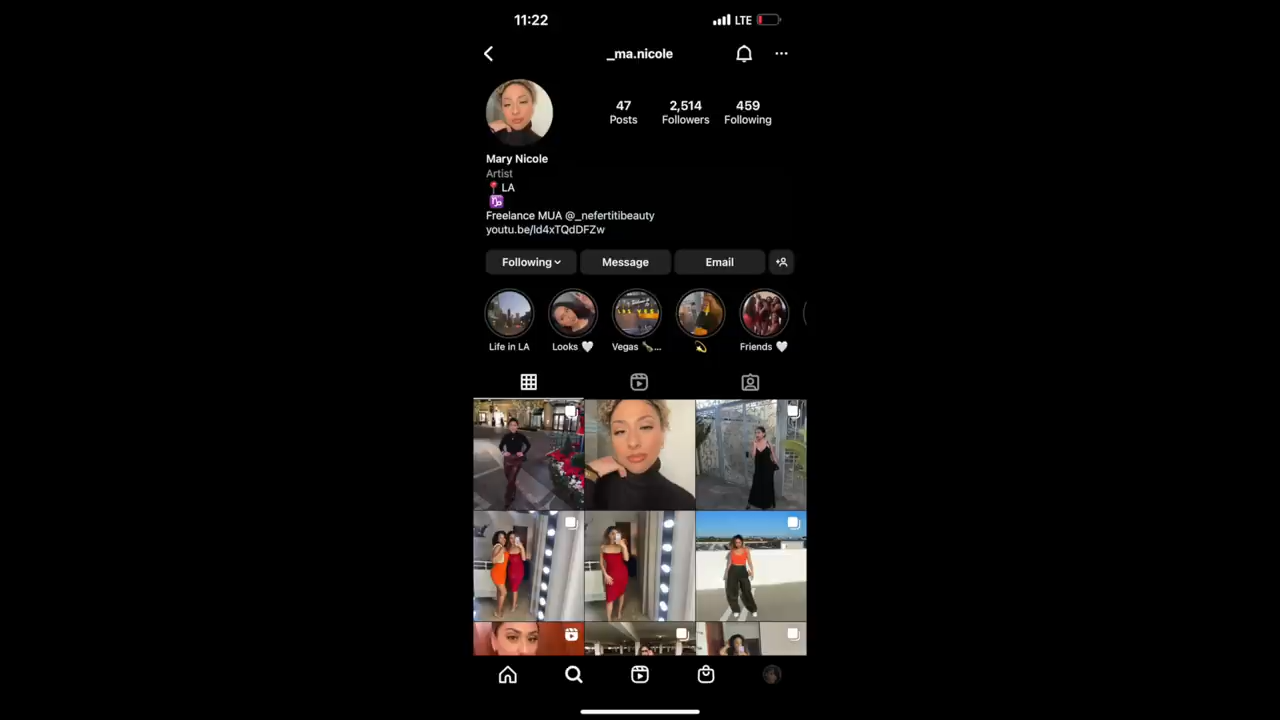 11:22
LTE
_ma.nicole
47
2,514
459
Posts
Followers
Following
Mary Nicole
Artist
📍 LA
♑
Freelance MUA @_nefertitibeauty
youtu.be/ld4xTQdDFZw
Following
Message
Email
Life in LA
Looks 🤍
Vegas 🍾...
💫
Friends 🤍